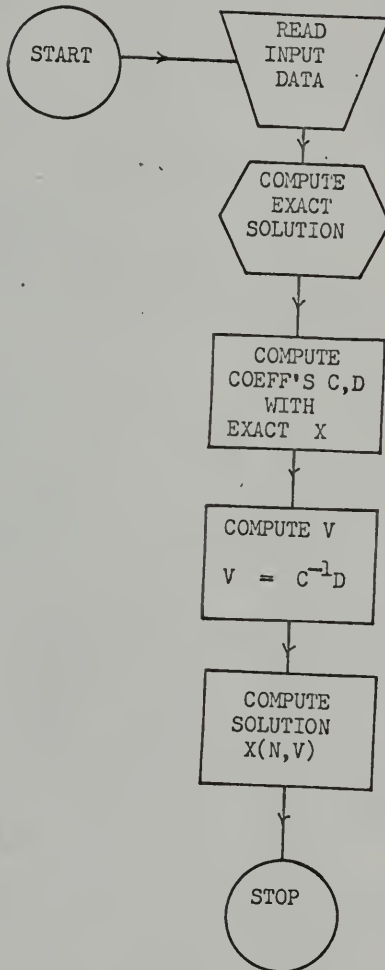 START
READ
INPUT
DATA
COMPUTE
EXACT
SOLUTION
COMPUTE
COEFF'S C,D
WITH
EXACT X
COMPUTE V
V = C⁻¹D
COMPUTE
SOLUTION
X(N,V)
STOP